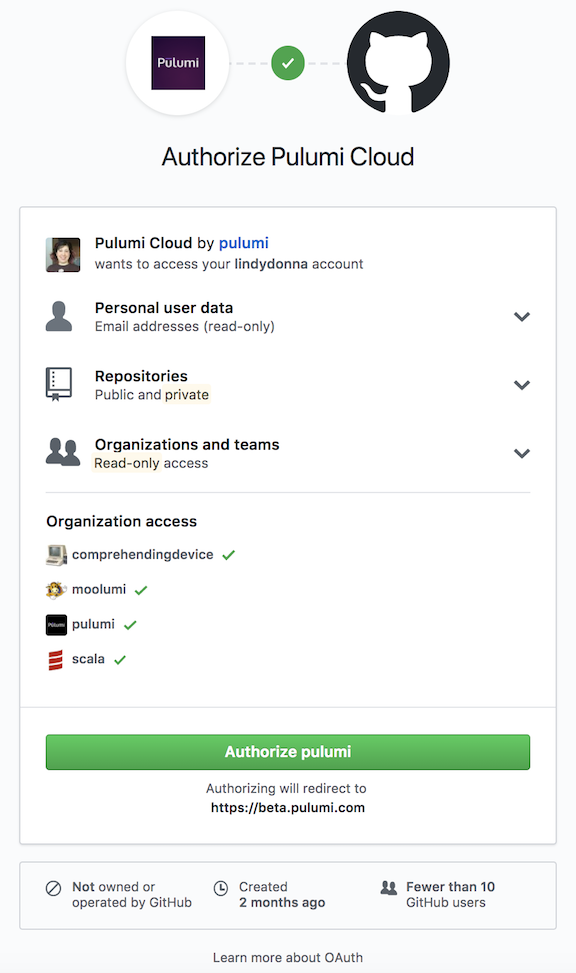 Pulumi
Authorize Pulumi Cloud
Pulumi Cloud by pulumi
wants to access your lindydonna account
Personal user data
Email addresses (read-only)
Repositories
Public and private
Organizations and teams
Read-only access
Organization access
comprehendingdevice
moolumi
Pulumi
pulumi
scala
Authorize pulumi
Authorizing will redirect to
https://beta.pulumi.com
Not owned or
operated by GitHub
Created
2 months ago
Fewer than 10
GitHub users
Learn more about OAuth